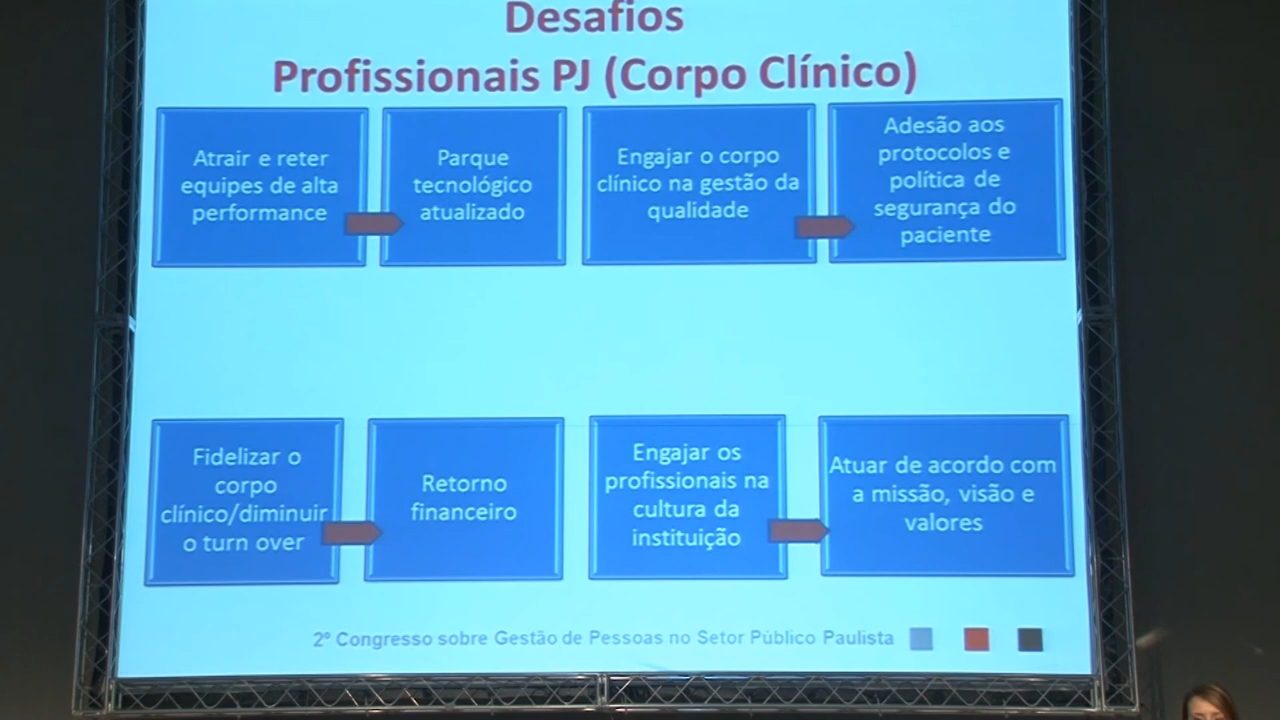 Desafios
Profissionais PJ (Corpo Clínico)
Atrair e reter
equipes de alta
performance
Parque
tecnológico
atualizado
Engajar o corpo
clínico na gestão da
qualidade
Adesão aos
protocolos e
política de
segurança do
paciente
Fidelizar o
corpo
clínico/diminuir
o turn over
Retorno
financeiro
Engajar os
profissionais na
cultura da
instituição
Atuar de acordo com
a missão, visão e
valores
2º Congresso sobre Gestão de Pessoas no Setor Público Paulista